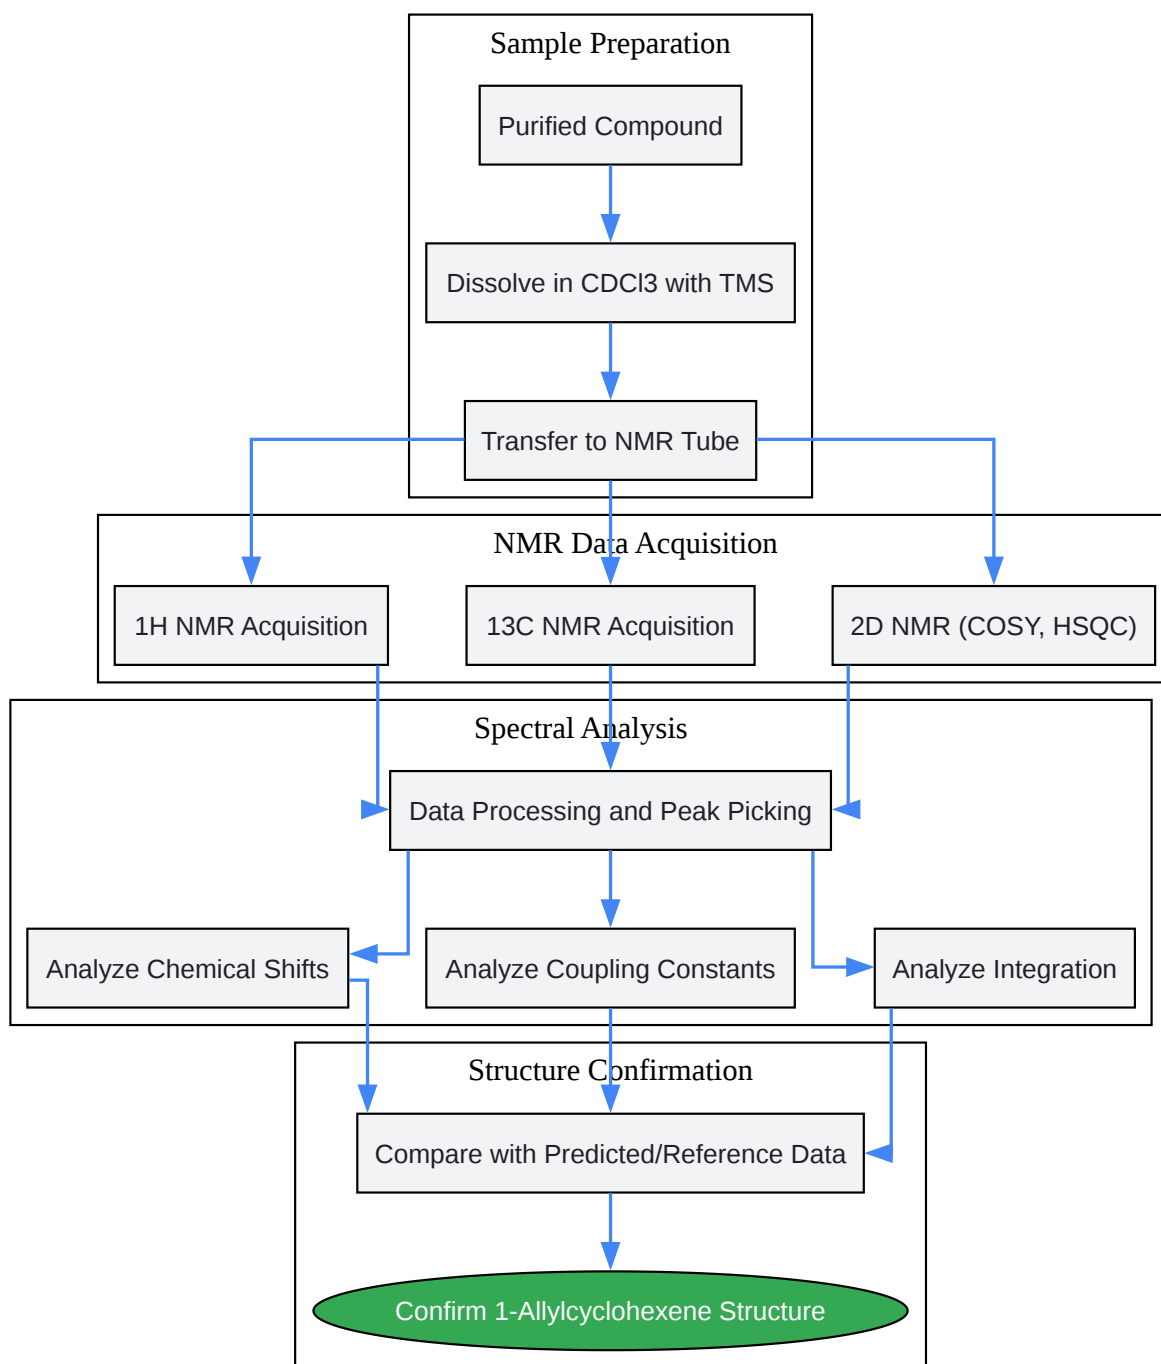 Sample Preparation
Purified Compound
Dissolve in CDCl3 with TMS
Transfer to NMR Tube
NMR Data Acquisition
1H NMR Acquisition
13C NMR Acquisition
2D NMR (COSY, HSQC)
Spectral Analysis
Data Processing and Peak Picking
Analyze Chemical Shifts
Analyze Coupling Constants
Analyze Integration
Structure Confirmation
Compare with Predicted/Reference Data
Confirm 1-Allylcyclohexene Structure